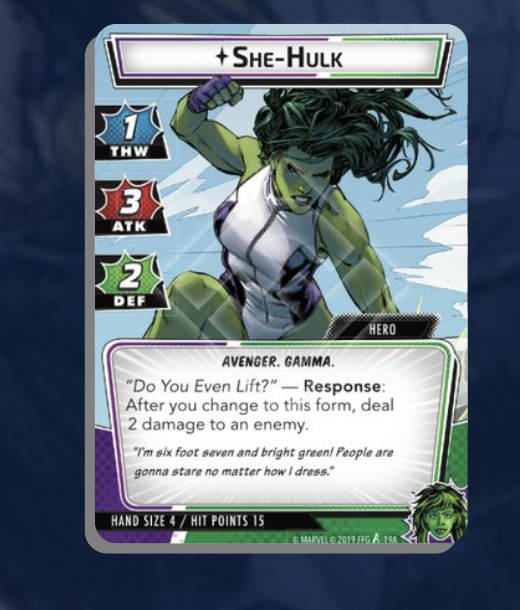 ✦SHE-HULK
1
THW
3
ATK
2
DEF
HERO
AVENGER. GAMMA.
"Do You Even Lift?" — Response:
After you change to this form, deal
2 damage to an enemy.
"I'm six foot seven and bright green! People are
gonna stare no matter how I dress."
HAND SIZE 4 / HIT POINTS 15
© MARVEL © 2019 FFG 19A